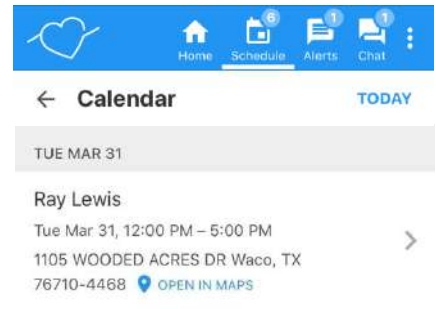 6 1 1
Home Schedule Alerts Chat
Calendar TODAY
TUE MAR 31
Ray Lewis
Tue Mar 31, 12:00 PM – 5:00 PM
1105 WOODED ACRES DR Waco, TX
76710-4468 OPEN IN MAPS